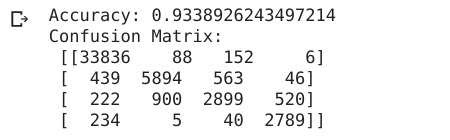 Accuracy: 0.9338926243497214
Confusion Matrix:
[[33836 88 152 6]
[ 439 5894 563 46]
[ 222 900 2899 520]
[ 234 5 40 2789]]